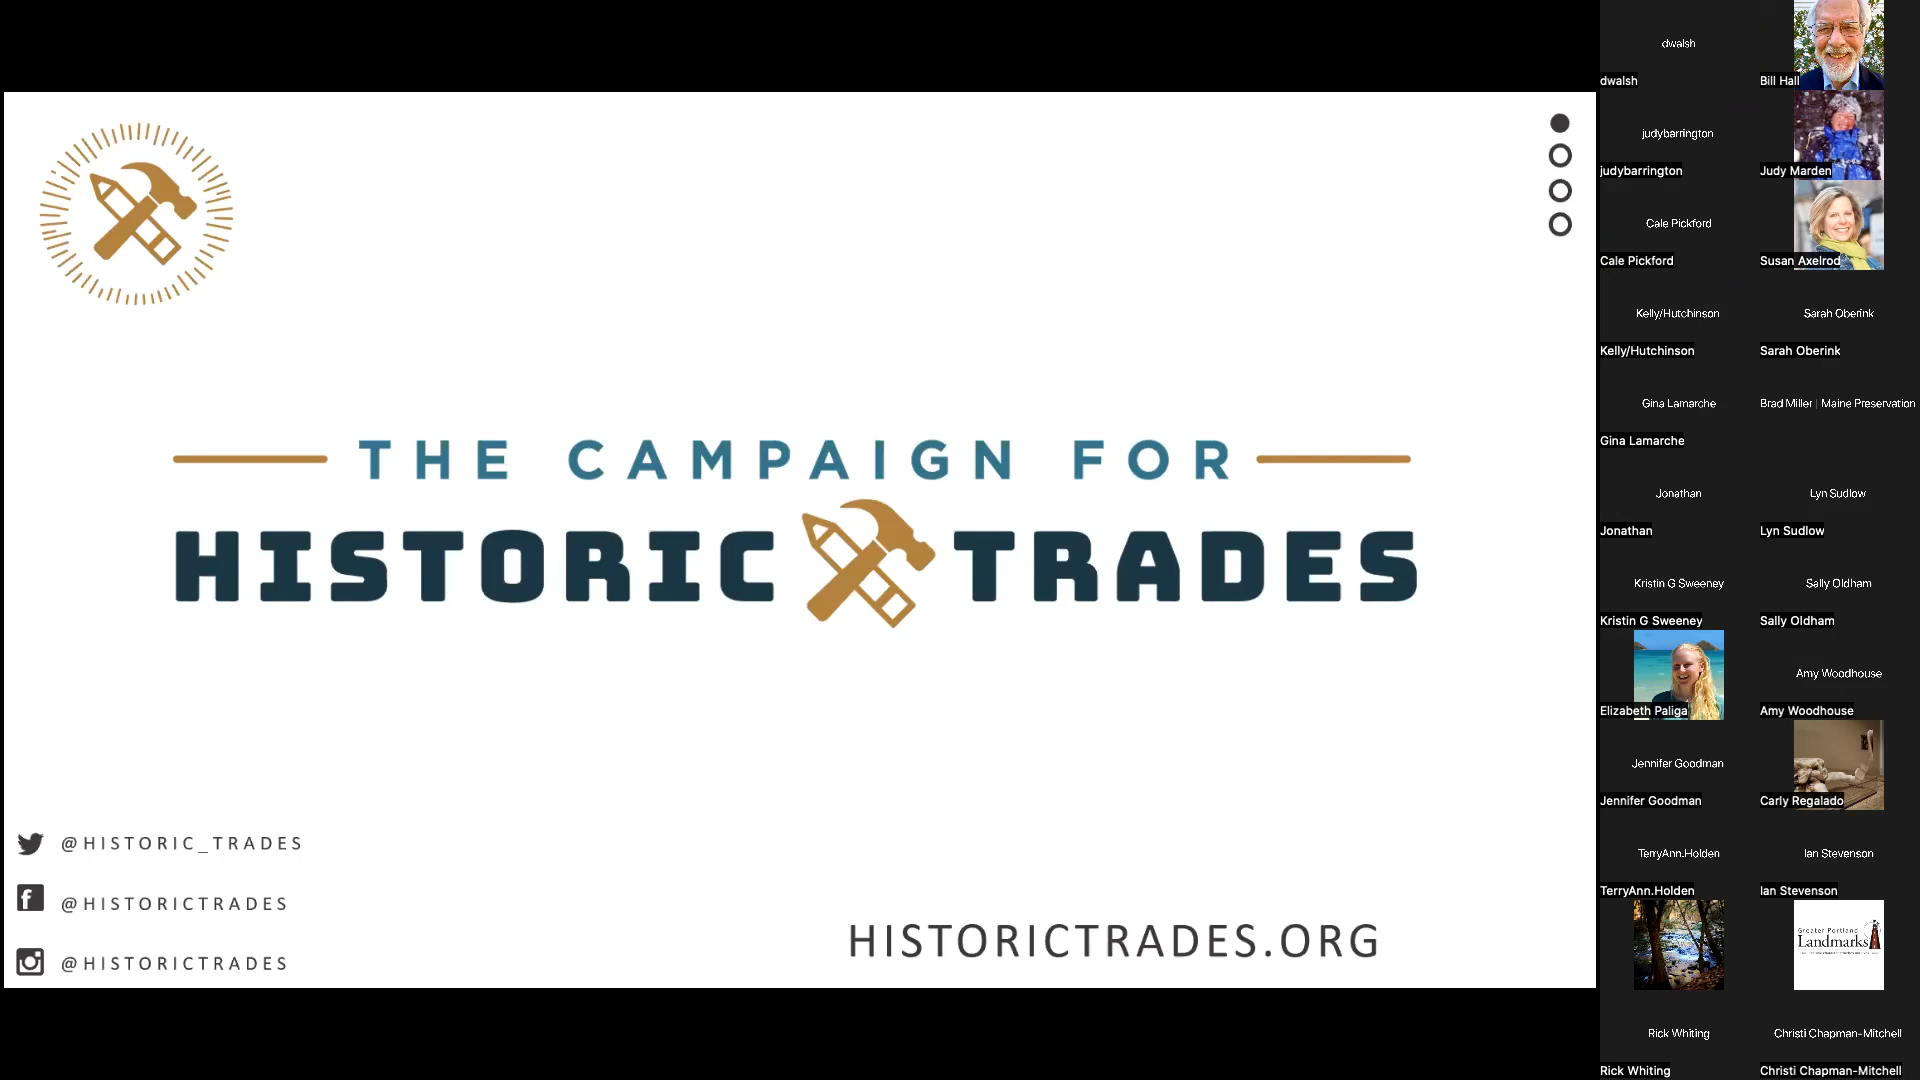 THE CAMPAIGN FOR
HISTORIC TRADES
@HISTORIC_TRADES
@HISTORICTRADES
@HISTORICTRADES
HISTORICTRADES.ORG
dwalsh
dwalsh
Bill Hall
judybarrington
judybarrington
Judy Marden
Cale Pickford
Cale Pickford
Susan Axelrod
Kelly/Hutchinson
Sarah Oberink
Kelly/Hutchinson
Sarah Oberink
Gina Lamarche
Brad Miller | Maine Preservation
Gina Lamarche
Jonathan
Lyn Sudlow
Jonathan
Lyn Sudlow
Kristin G Sweeney
Sally Oldham
Kristin G Sweeney
Sally Oldham
Amy Woodhouse
Elizabeth Paliga
Amy Woodhouse
Jennifer Goodman
Jennifer Goodman
Carly Regalado
TerryAnn.Holden
Ian Stevenson
TerryAnn.Holden
Ian Stevenson
Greater Portland
Landmarks
Rick Whiting
Christi Chapman-Mitchell
Rick Whiting
Christi Chapman-Mitchell